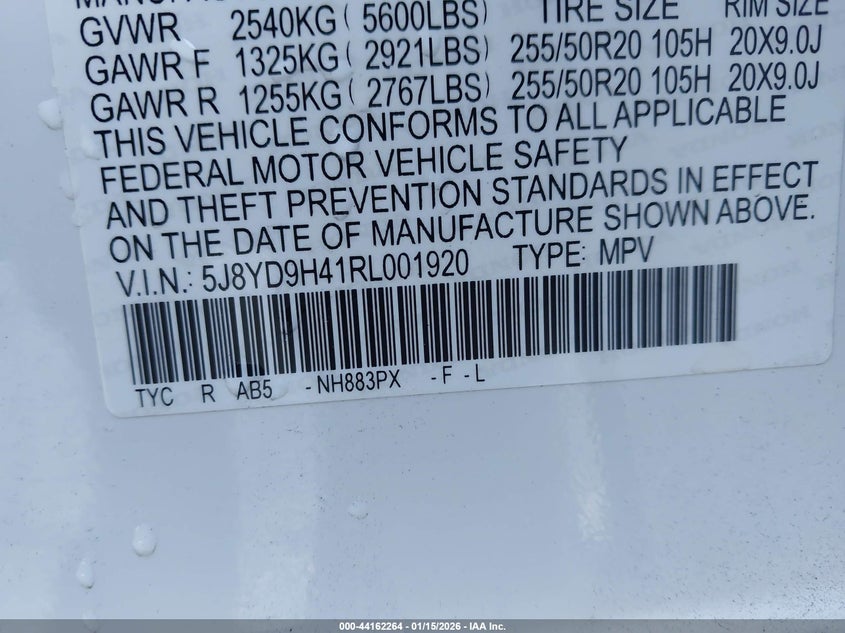 GVWR 2540KG ( 5600LBS) TIRE SIZE RIM SIZE
GAWR F 1325KG ( 2921LBS) 255/50R20 105H 20X9.0J
GAWR R 1255KG ( 2767LBS) 255/50R20 105H 20X9.0J
THIS VEHICLE CONFORMS TO ALL APPLICABLE
FEDERAL MOTOR VEHICLE SAFETY
AND THEFT PREVENTION STANDARDS IN EFFECT
ON THE DATE OF MANUFACTURE SHOWN ABOVE.
V.I.N.: 5J8YD9H41RL001920 TYPE: MPV
TYC R AB5 -NH883PX -F -L
000-44162264 - 01/15/2026 - IAA Inc.